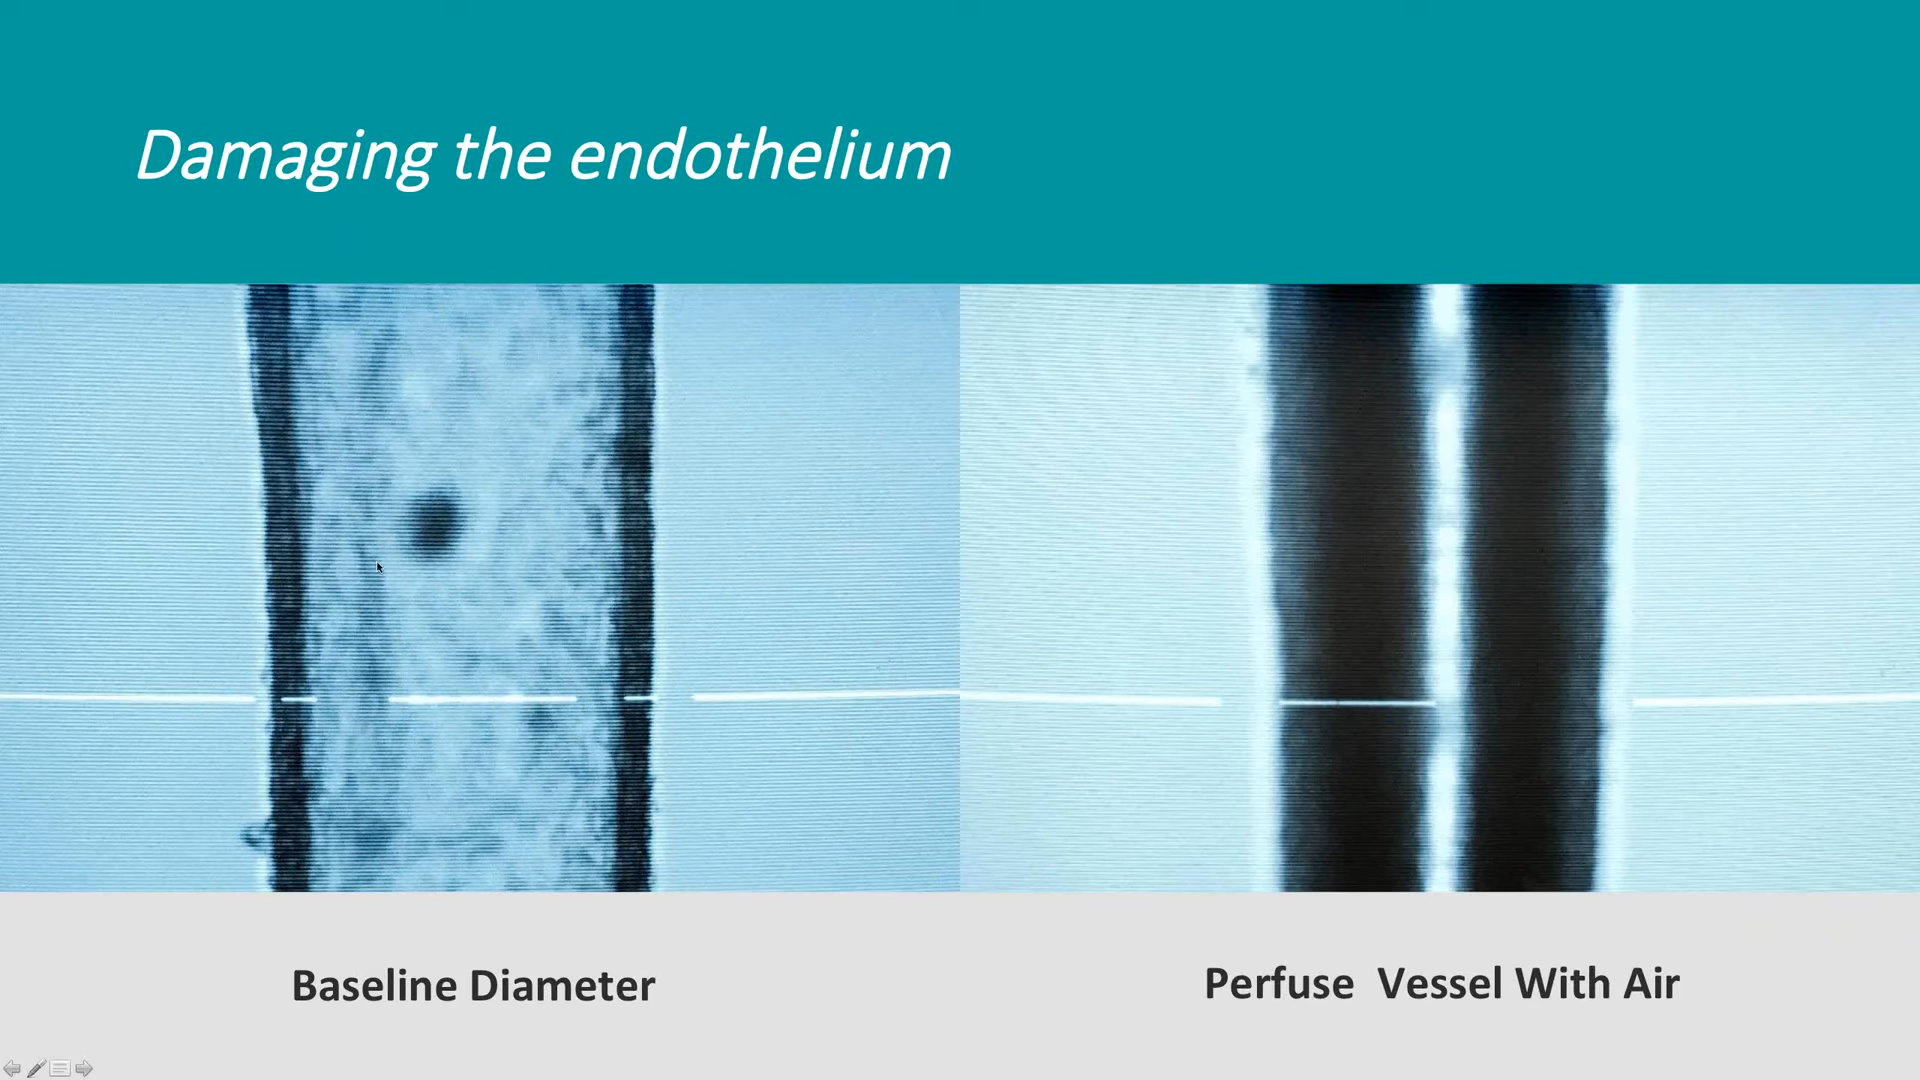 Damaging the endothelium
Baseline Diameter
Perfuse Vessel With Air